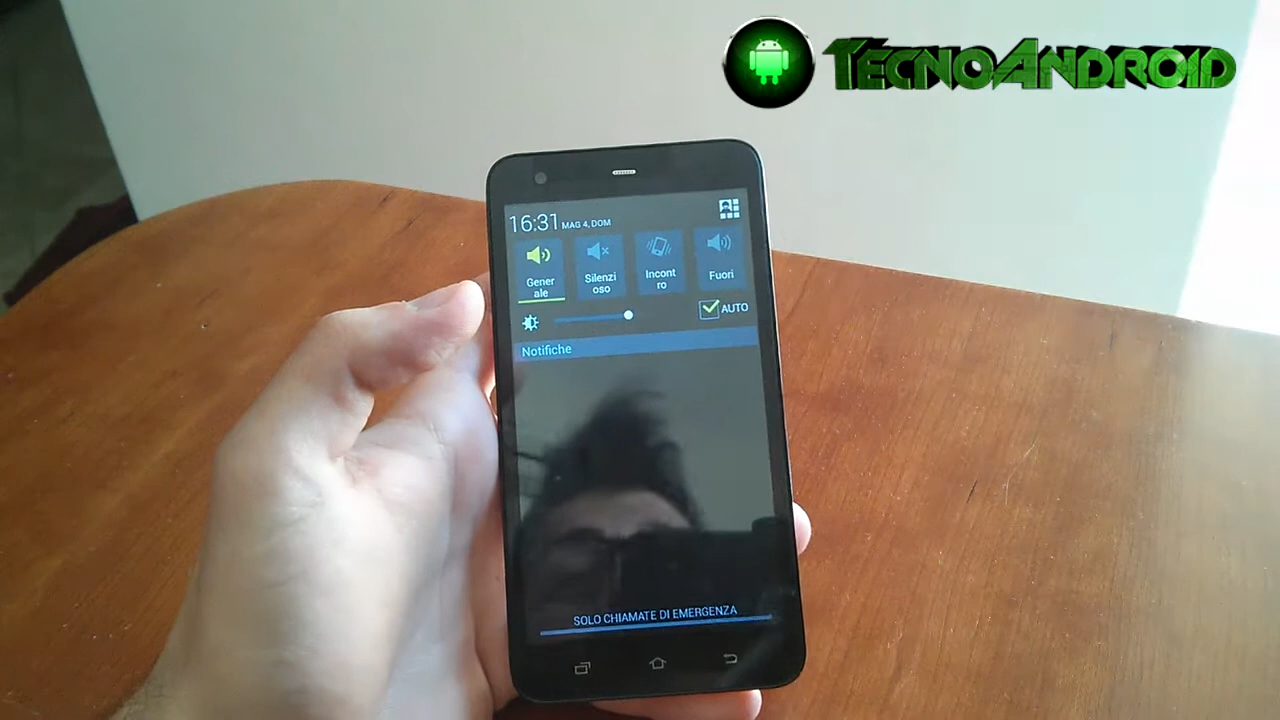 TECNOANDROID
16:31 MAG 4, DOM
Gener
ale
Silenzi
oso
Incont
ro
Fuori
AUTO
Notifiche
SOLO CHIAMATE DI EMERGENZA